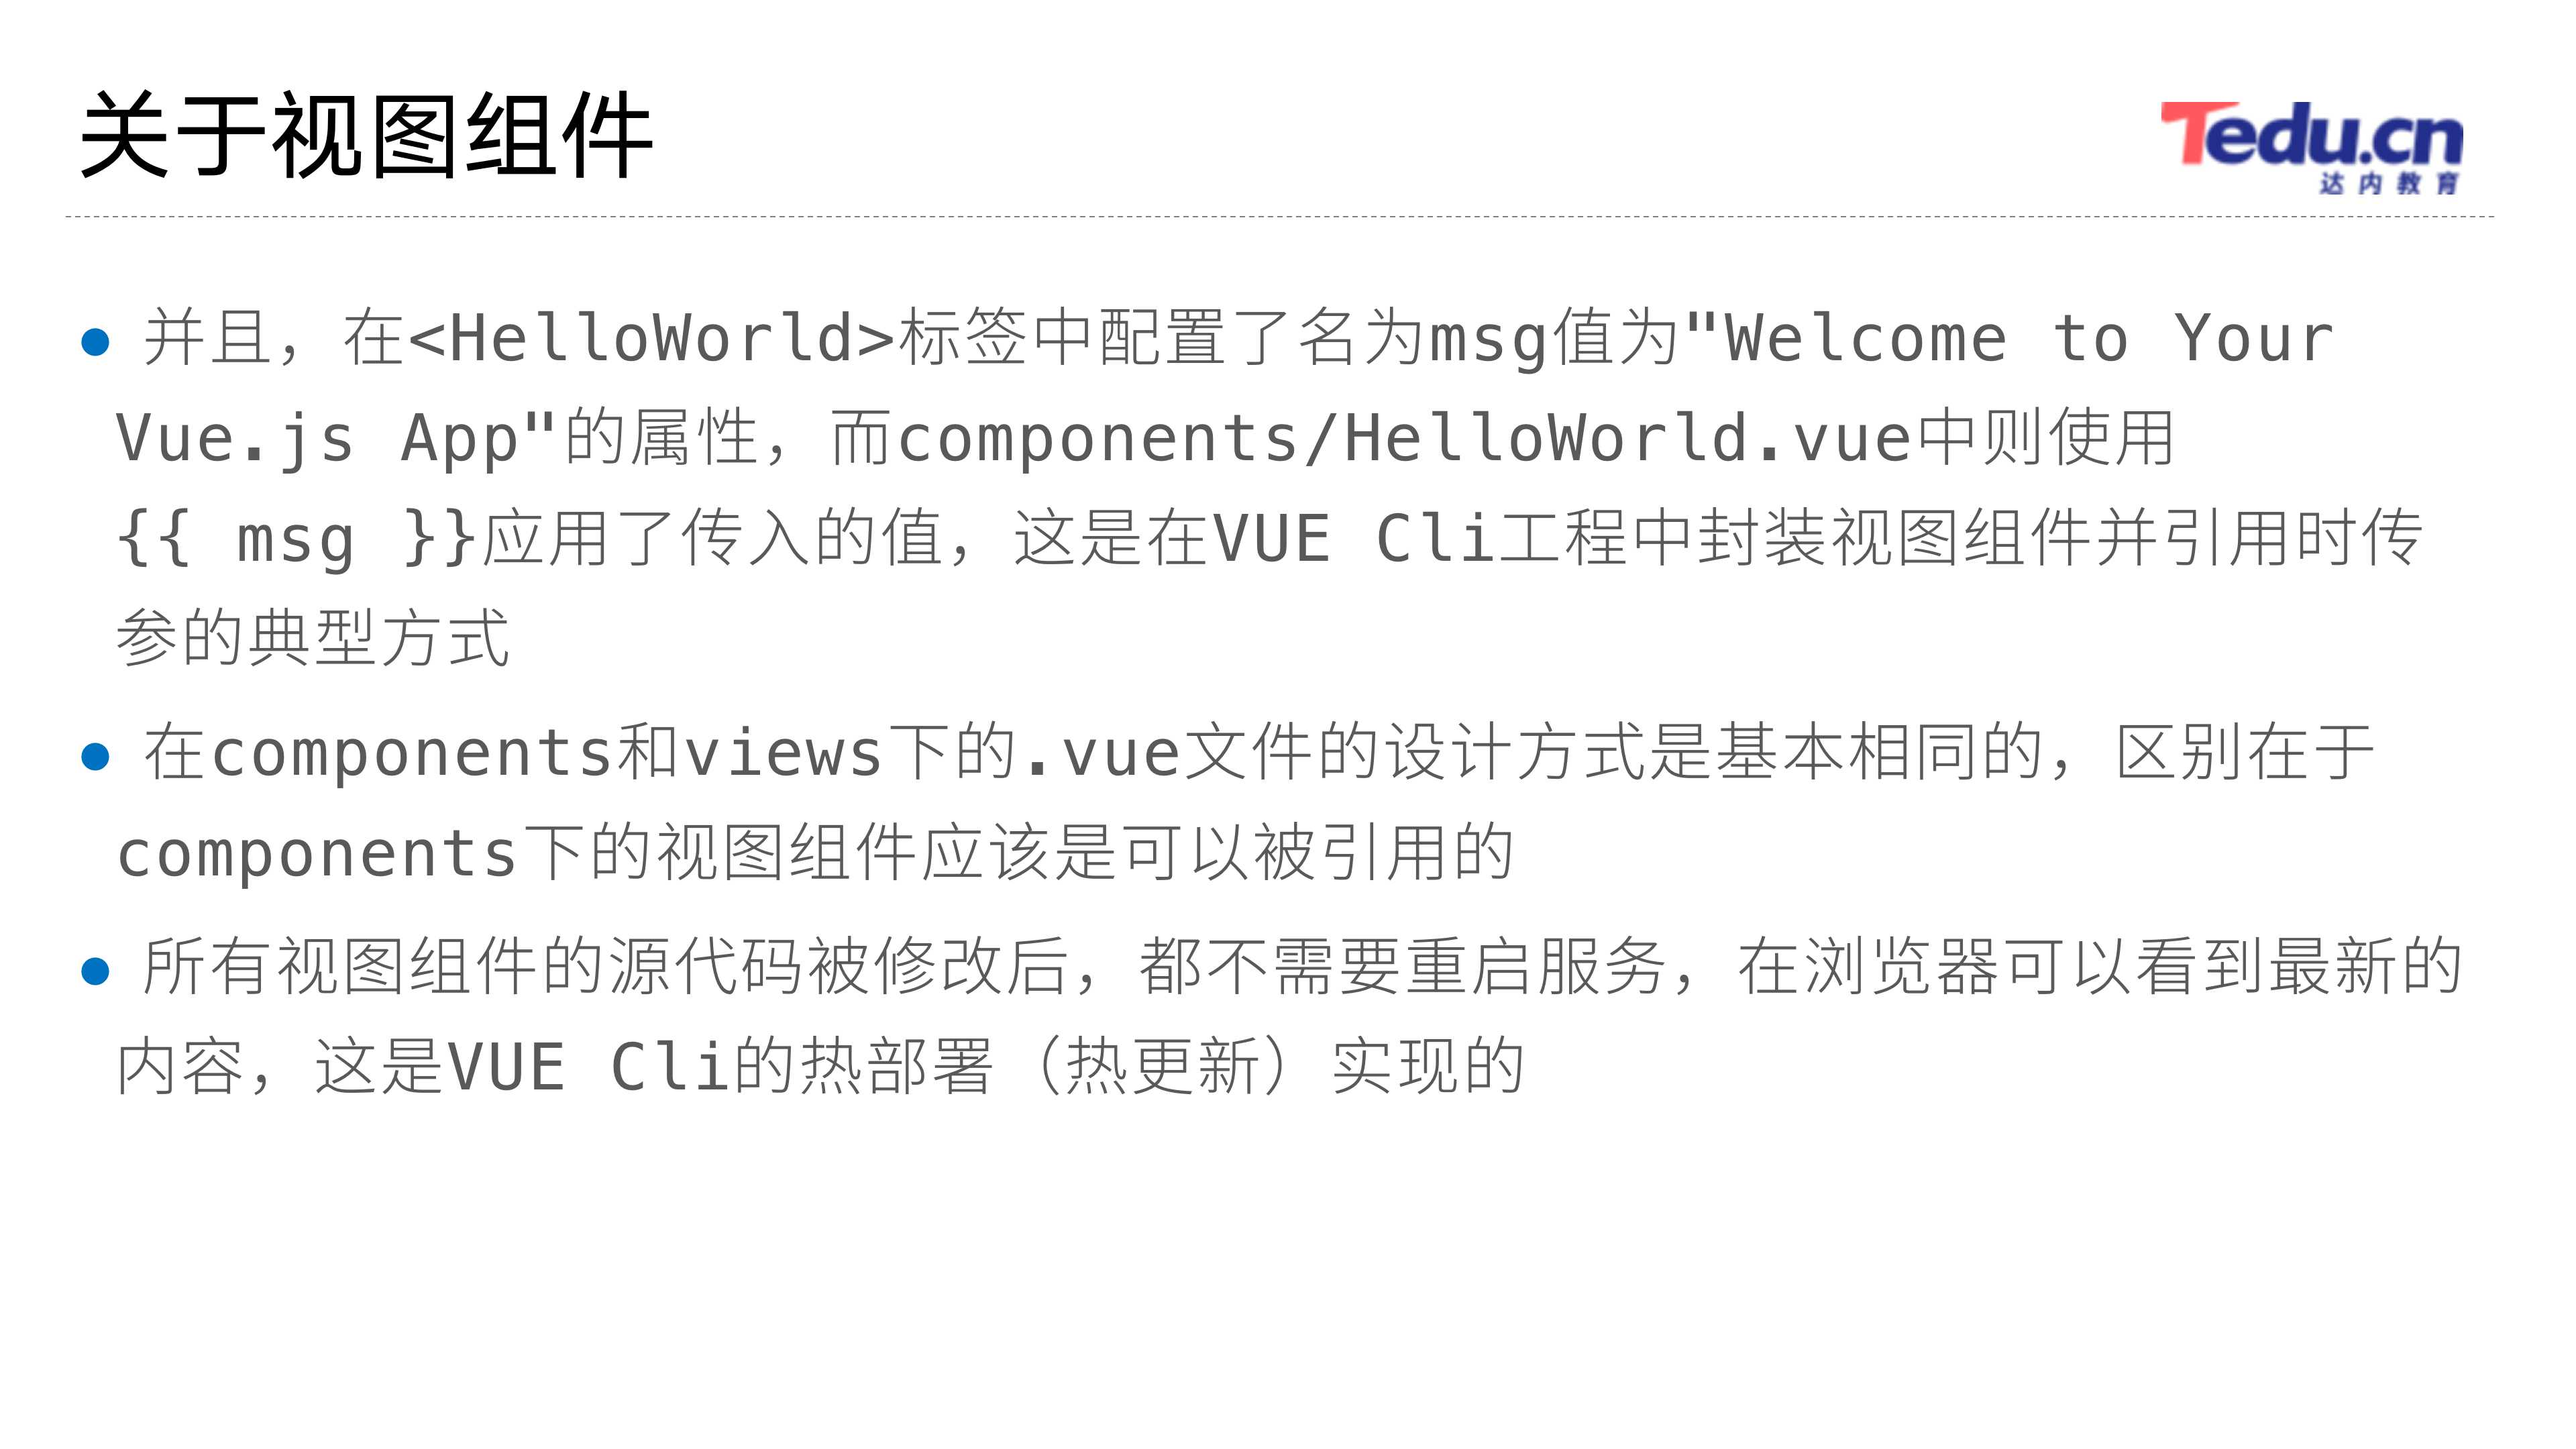 关于视图组件
Tedu.cn
达内教育
并且，在<HelloWorld>标签中配置了名为msg值为"Welcome to Your
Vue.js App"的属性，而components/HelloWorld.vue中则使用
{{ msg }}应用了传入的值，这是在VUE Cli工程中封装视图组件并引用时传
参的典型方式
在components和views下的.vue文件的设计方式是基本相同的，区别在于
components下的视图组件应该是可以被引用的
所有视图组件的源代码被修改后，都不需要重启服务，在浏览器可以看到最新的
内容，这是VUE Cli的热部署（热更新）实现的